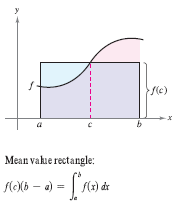 y
f
f(c)
a c b x
Mean value rectangle:
f(c)(b − a) = ∫ₐᵇ f(x) dx